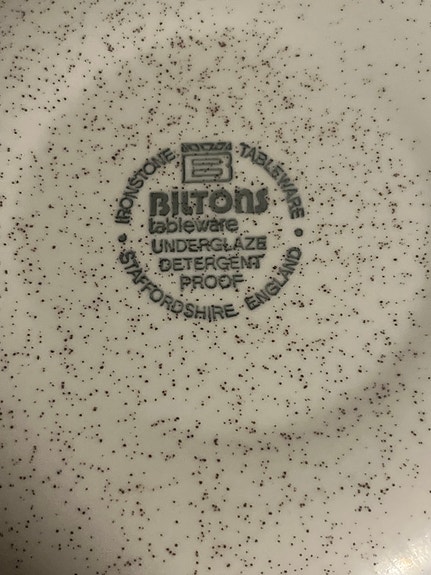 IRONSTONE TABLEWARE
B
BILTONS
tableware
UNDERGLAZE
DETERGENT
PROOF
• STAFFORDSHIRE ENGLAND •